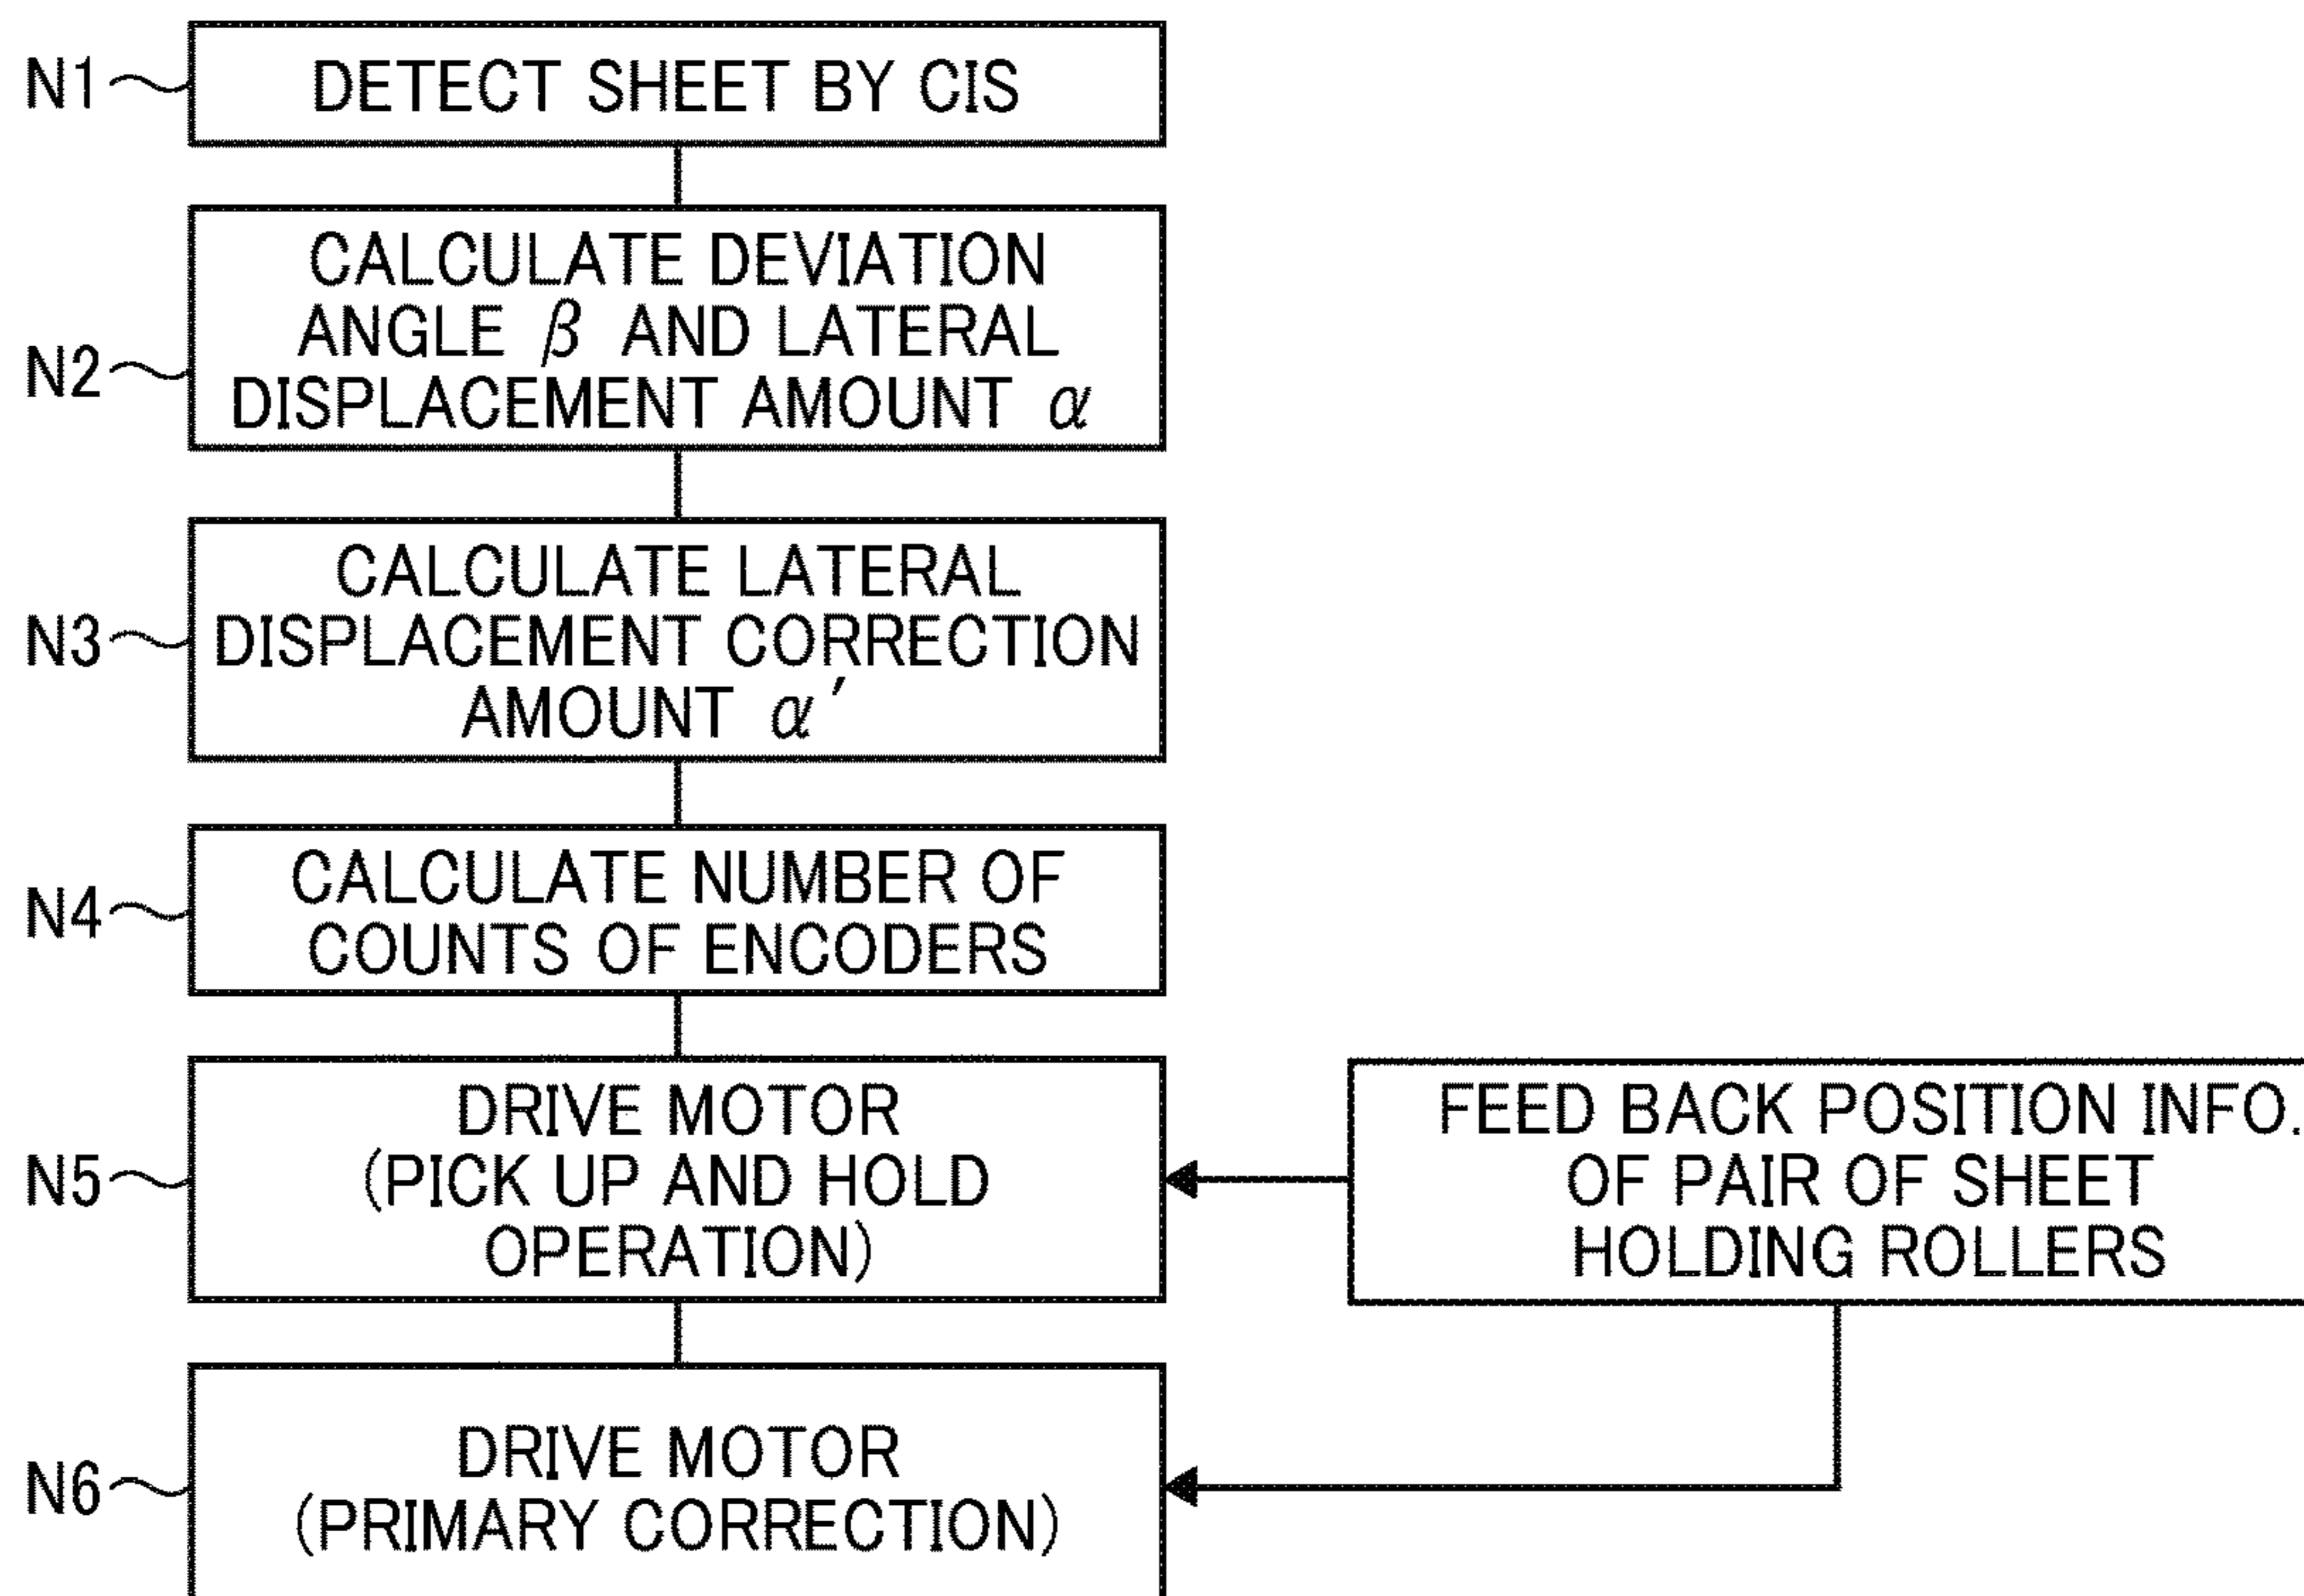 N1
DETECT SHEET BY CIS
N2
CALCULATE DEVIATION
ANGLE β AND LATERAL
DISPLACEMENT AMOUNT α
N3
CALCULATE LATERAL
DISPLACEMENT CORRECTION
AMOUNT α'
N4
CALCULATE NUMBER OF
COUNTS OF ENCODERS
N5
DRIVE MOTOR
(PICK UP AND HOLD
OPERATION)
FEED BACK POSITION INFO.
OF PAIR OF SHEET
HOLDING ROLLERS
N6
DRIVE MOTOR
(PRIMARY CORRECTION)